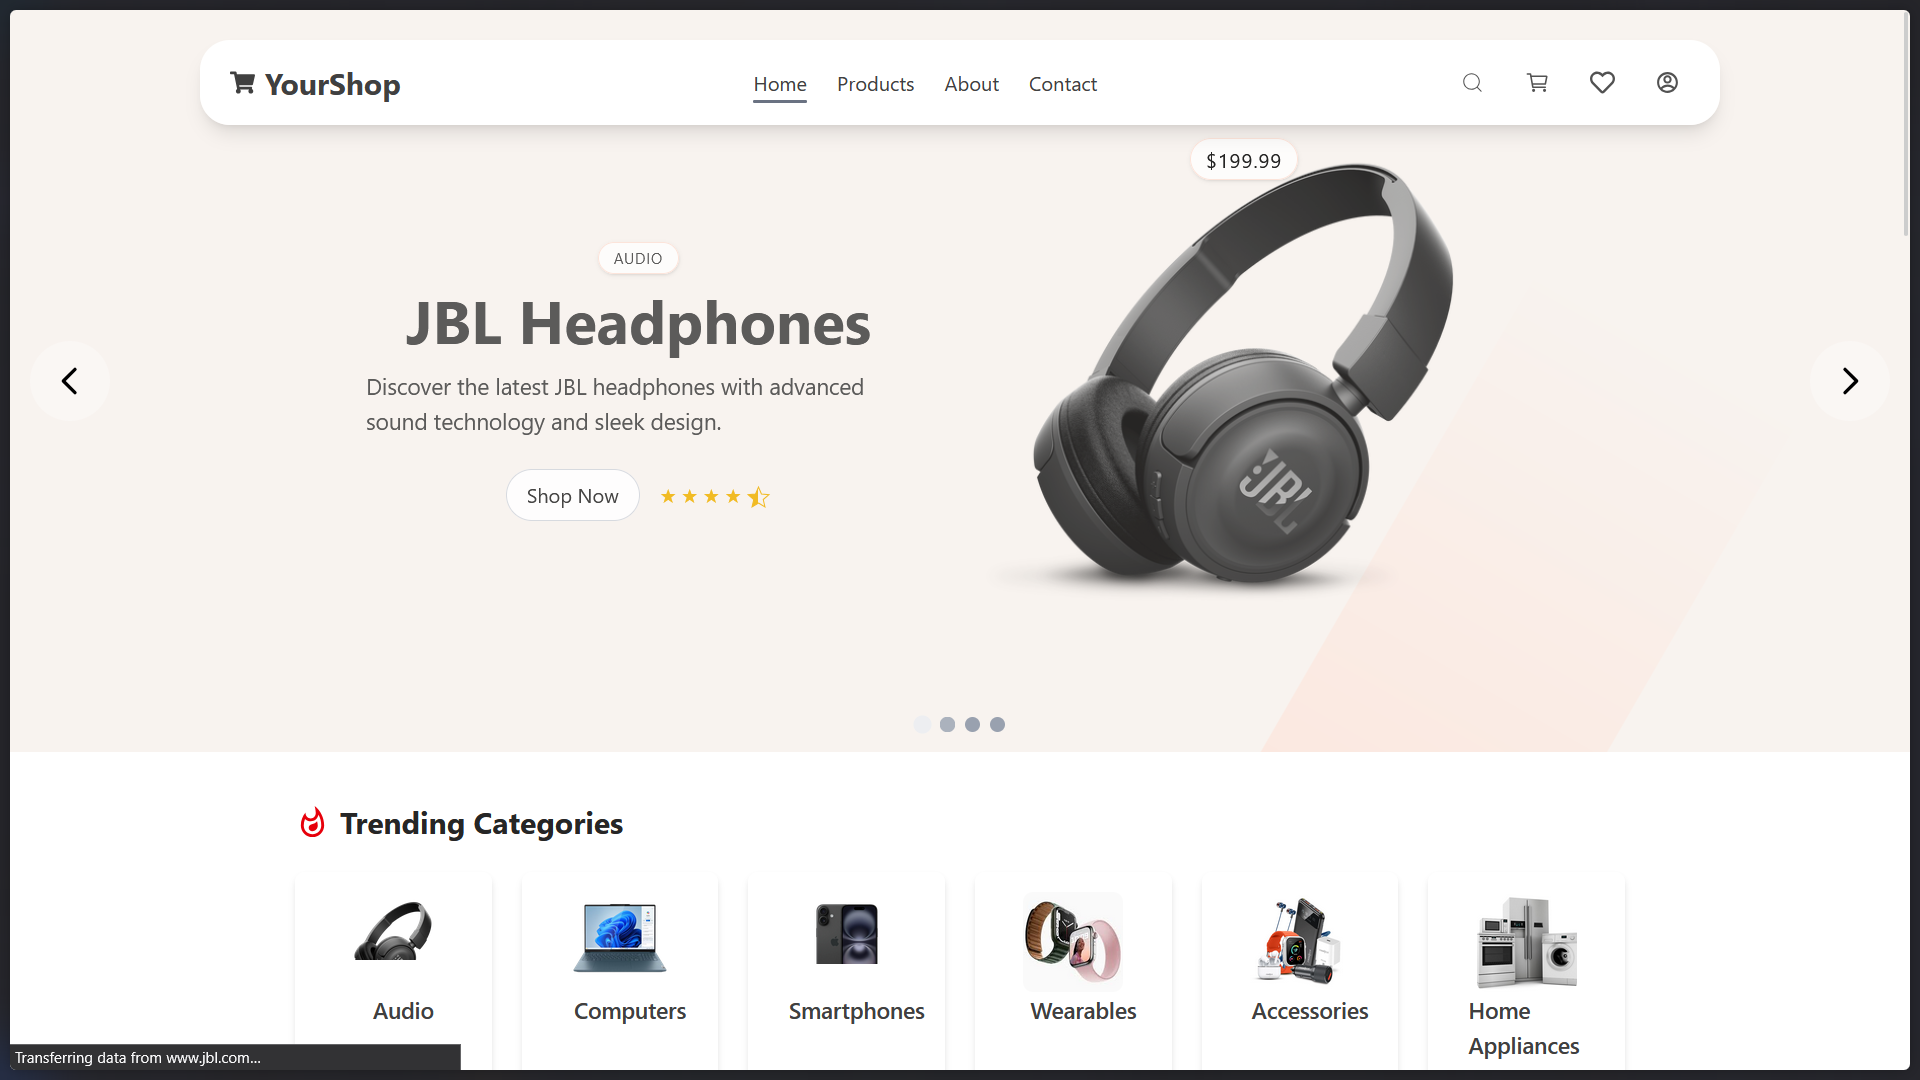 YourShop
Home Products About Contact
$199.99
AUDIO
JBL Headphones
Discover the latest JBL headphones with advanced
sound technology and sleek design.
Shop Now
JBL
Trending Categories
Audio
Computers
Smartphones
Wearables
Accessories
Home
Appliances
Transferring data from www.jbl.com...